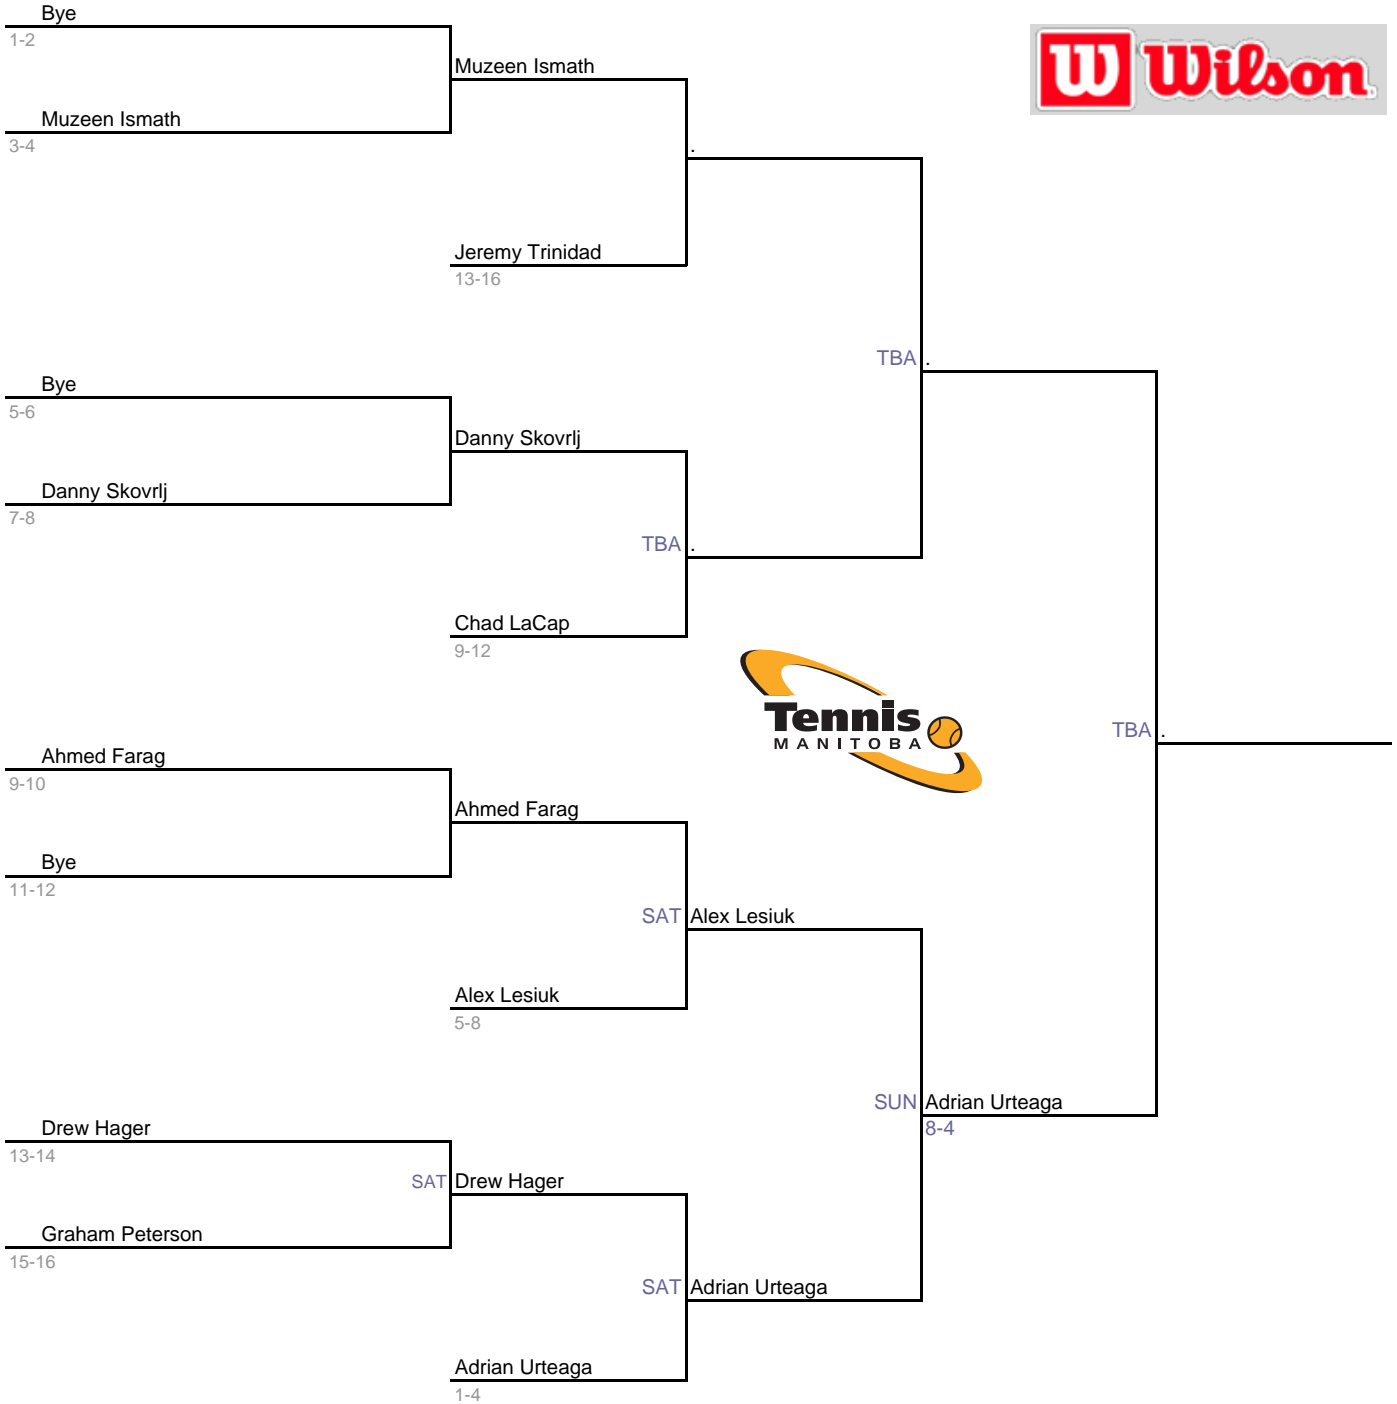 Bye
1-2
W Wilson
Muzeen Ismath
Muzeen Ismath
3-4
.
Jeremy Trinidad
13-16
TBA .
Bye
5-6
Danny Skovrlj
Danny Skovrlj
7-8
TBA .
Chad LaCap
9-12
Tennis
MANITOBA
TBA .
Ahmed Farag
9-10
Ahmed Farag
Bye
11-12
SAT Alex Lesiuk
Alex Lesiuk
5-8
SUN Adrian Urteaga
8-4
Drew Hager
13-14
SAT Drew Hager
Graham Peterson
15-16
SAT Adrian Urteaga
Adrian Urteaga
1-4